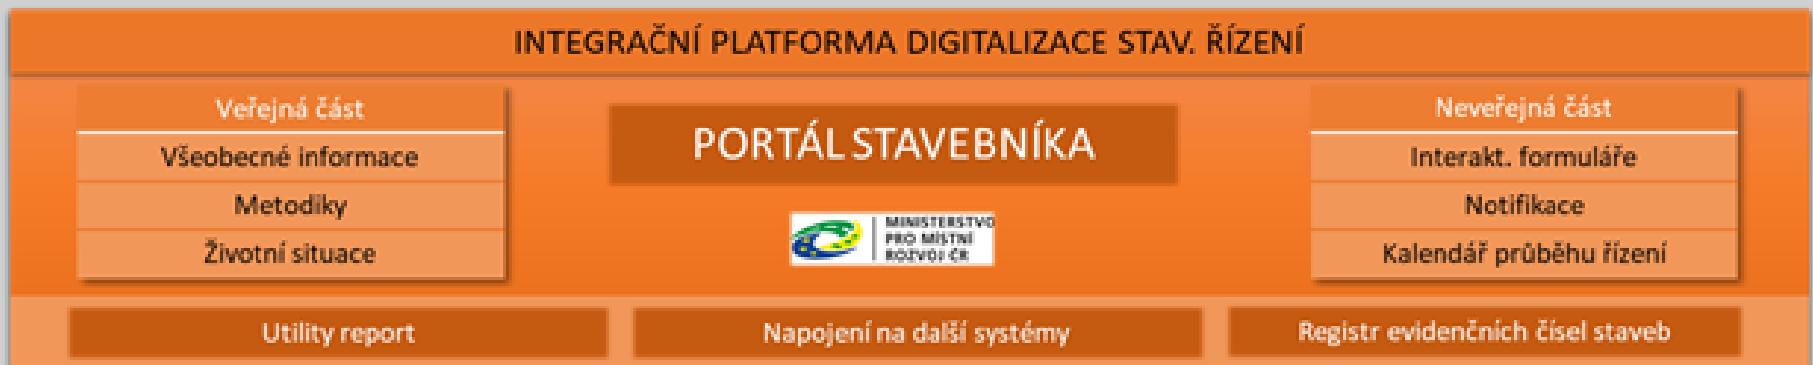 INTEGRAČNÍ PLATFORMA DIGITALIZACE STAV. ŘÍZENÍ
Veřejná část
Všeobecné informace
Metodiky
Životní situace
PORTÁL STAVEBNÍKA
MINISTERSTVO
PRO MÍSTNÍ
ROZVOJ ČR
Neveřejná část
Interakt. formuláře
Notifikace
Kalendář průběhu řízení
Utility report
Napojení na další systémy
Registr evidenčních čísel staveb